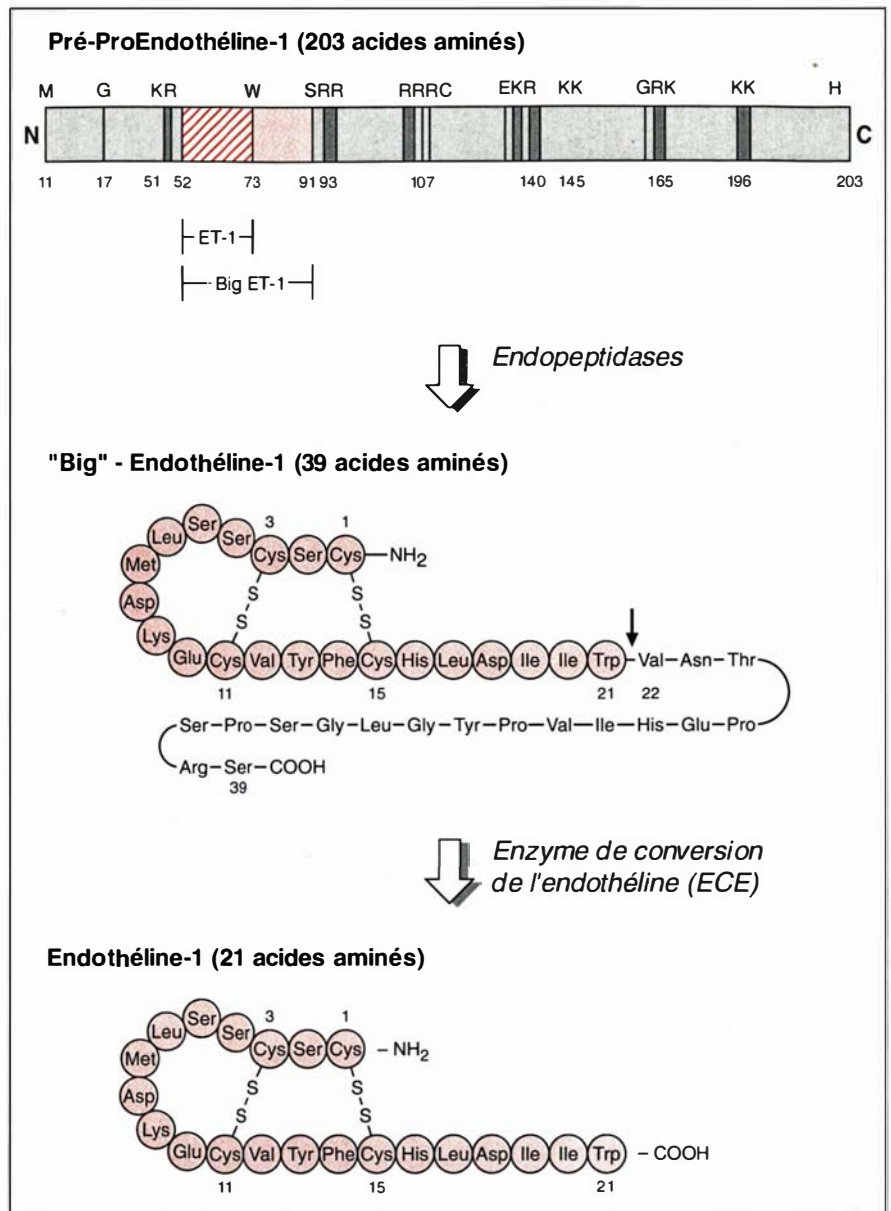 Pré-ProEndothéline-1 (203 acides aminés)
M G KR W SRR RRRC EKR KK GRK KK H
N C
11 17 51 52 73 91 93 107 140 145 165 196 203
ET-1
Big ET-1
Endopeptidases
"Big" - Endothéline-1 (39 acides aminés)
3 1
Met Leu Ser Ser Cys Ser Cys NH2
S S
S S
Asp Lys Glu Cys Val Tyr Phe Cys His Leu Asp Ile Ile Trp Val Asn Thr
11 15 21 22
Ser Pro Ser Gly Leu Gly Tyr Pro Val Ile His Glu Pro
Arg Ser COOH
39
Enzyme de conversion
de l'endothéline (ECE)
Endothéline-1 (21 acides aminés)
3 1
Met Leu Ser Ser Cys Ser Cys – NH2
S S
S S
Asp Lys Glu Cys Val Tyr Phe Cys His Leu Asp Ile Ile Trp – COOH
11 15 21